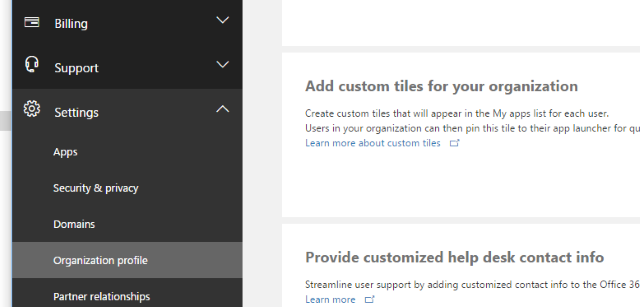 Billing
Support
Settings
Apps
Security & privacy
Domains
Organization profile
Partner relationships
Add custom tiles for your organization
Create custom tiles that will appear in the My apps list for each user.
Users in your organization can then pin this tile to their app launcher for qu
Learn more about custom tiles
Provide customized help desk contact info
Streamline user support by adding customized contact info to the Office 36
Learn more